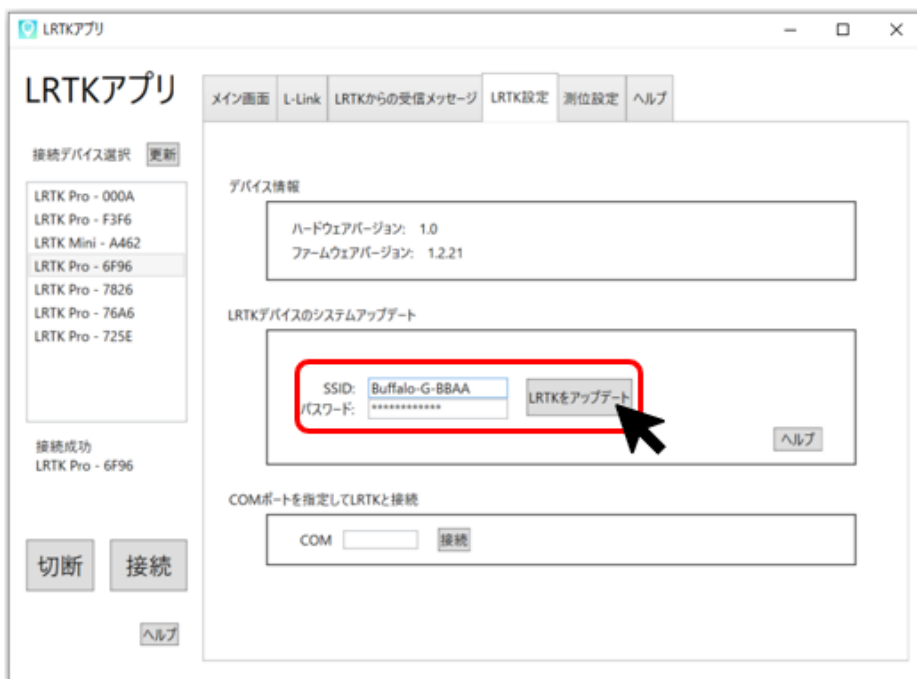 LRTKアプリ
LRTKアプリ
メイン画面 L-Link LRTKからの受信メッセージ LRTK設定 測位設定 ヘルプ
接続デバイス選択 更新
LRTK Pro - 000A
LRTK Pro - F3F6
LRTK Mini - A462
LRTK Pro - 6F96
LRTK Pro - 7826
LRTK Pro - 76A6
LRTK Pro - 725E
接続成功
LRTK Pro - 6F96
切断 接続
ヘルプ
デバイス情報
ハードウェアバージョン: 1.0
ファームウェアバージョン: 1.2.21
LRTKデバイスのシステムアップデート
SSID: Buffalo-G-BBAA
パスワード: ************
LRTKをアップデート
ヘルプ
COMポートを指定してLRTKと接続
COM 接続